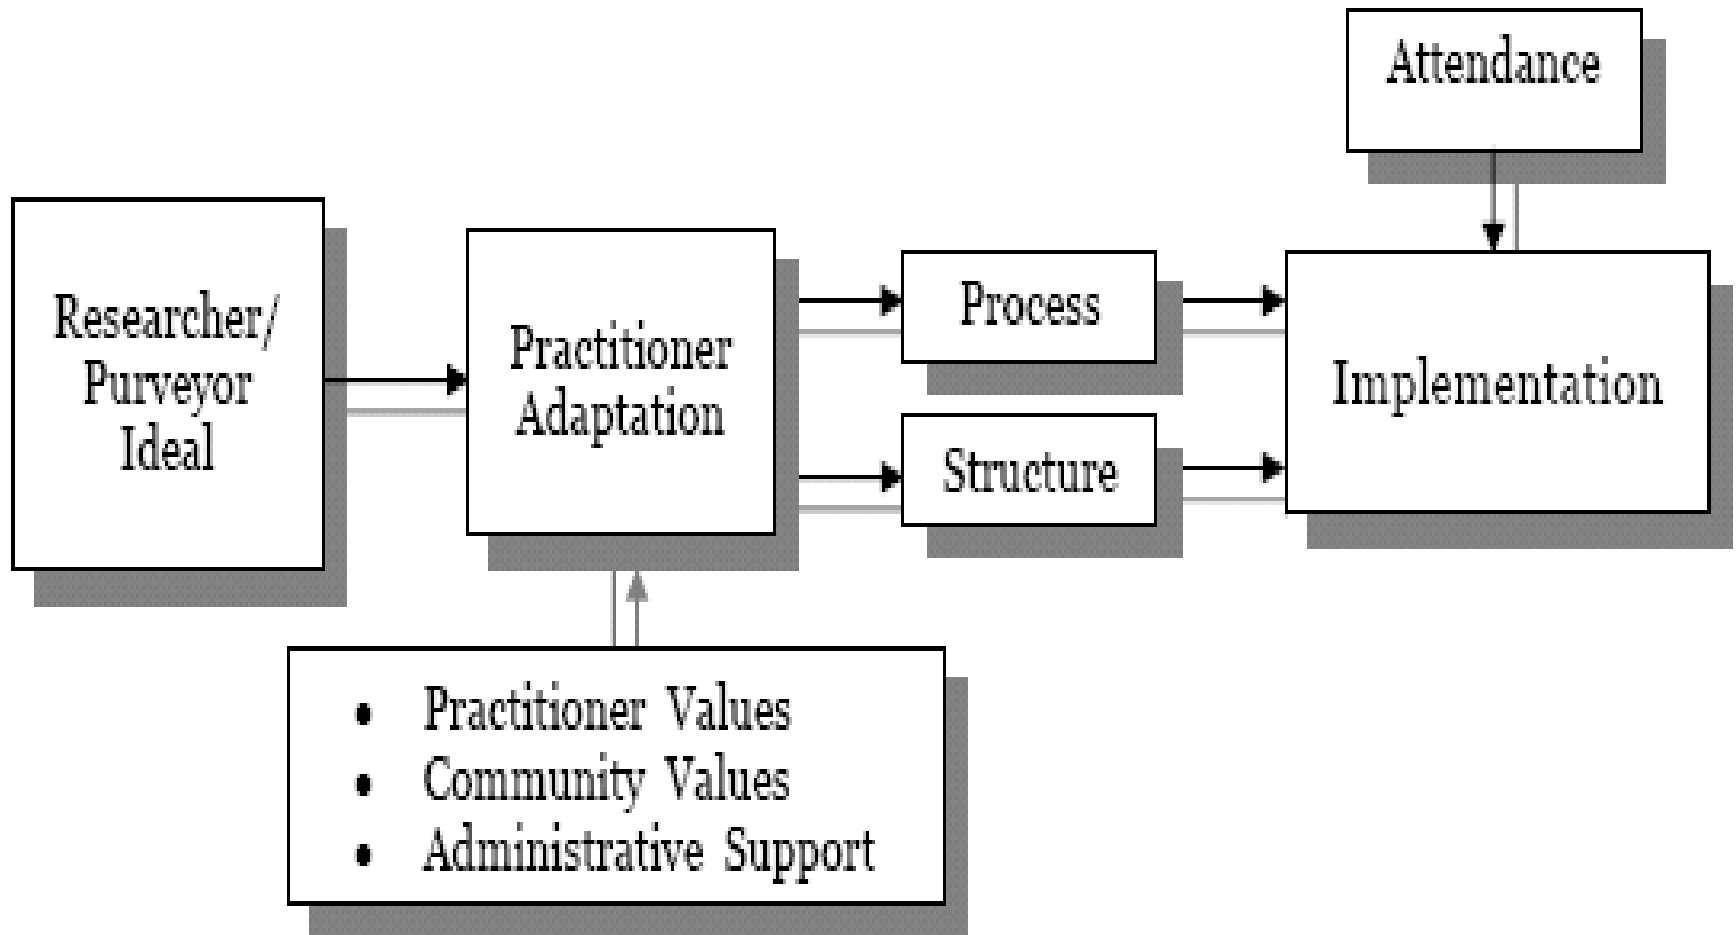 Attendance
Researcher/
Purveyor
Ideal
Practitioner
Adaptation
Process
Structure
Implementation
• Practitioner Values
• Community Values
• Administrative Support